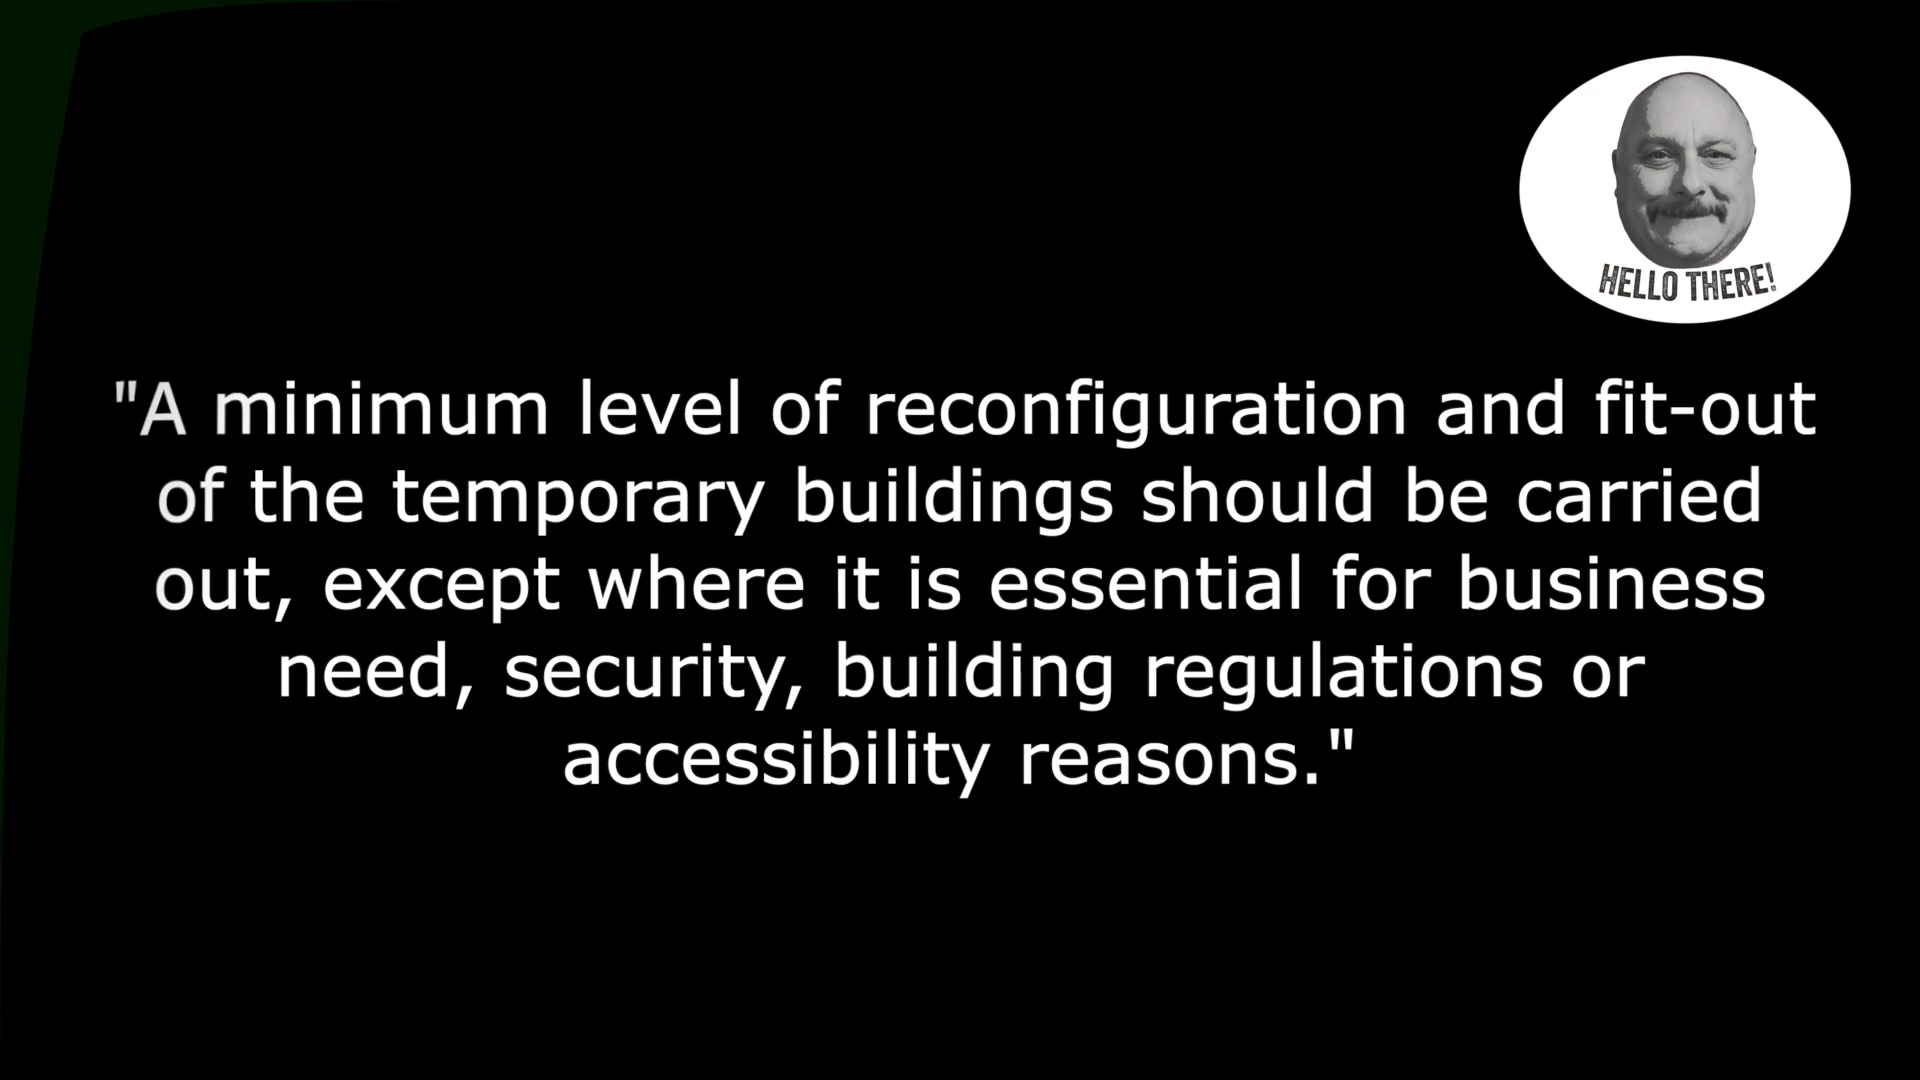 HELLO THERE!
"A minimum level of reconfiguration and fit-out
of the temporary buildings should be carried
out, except where it is essential for business
need, security, building regulations or
accessibility reasons."